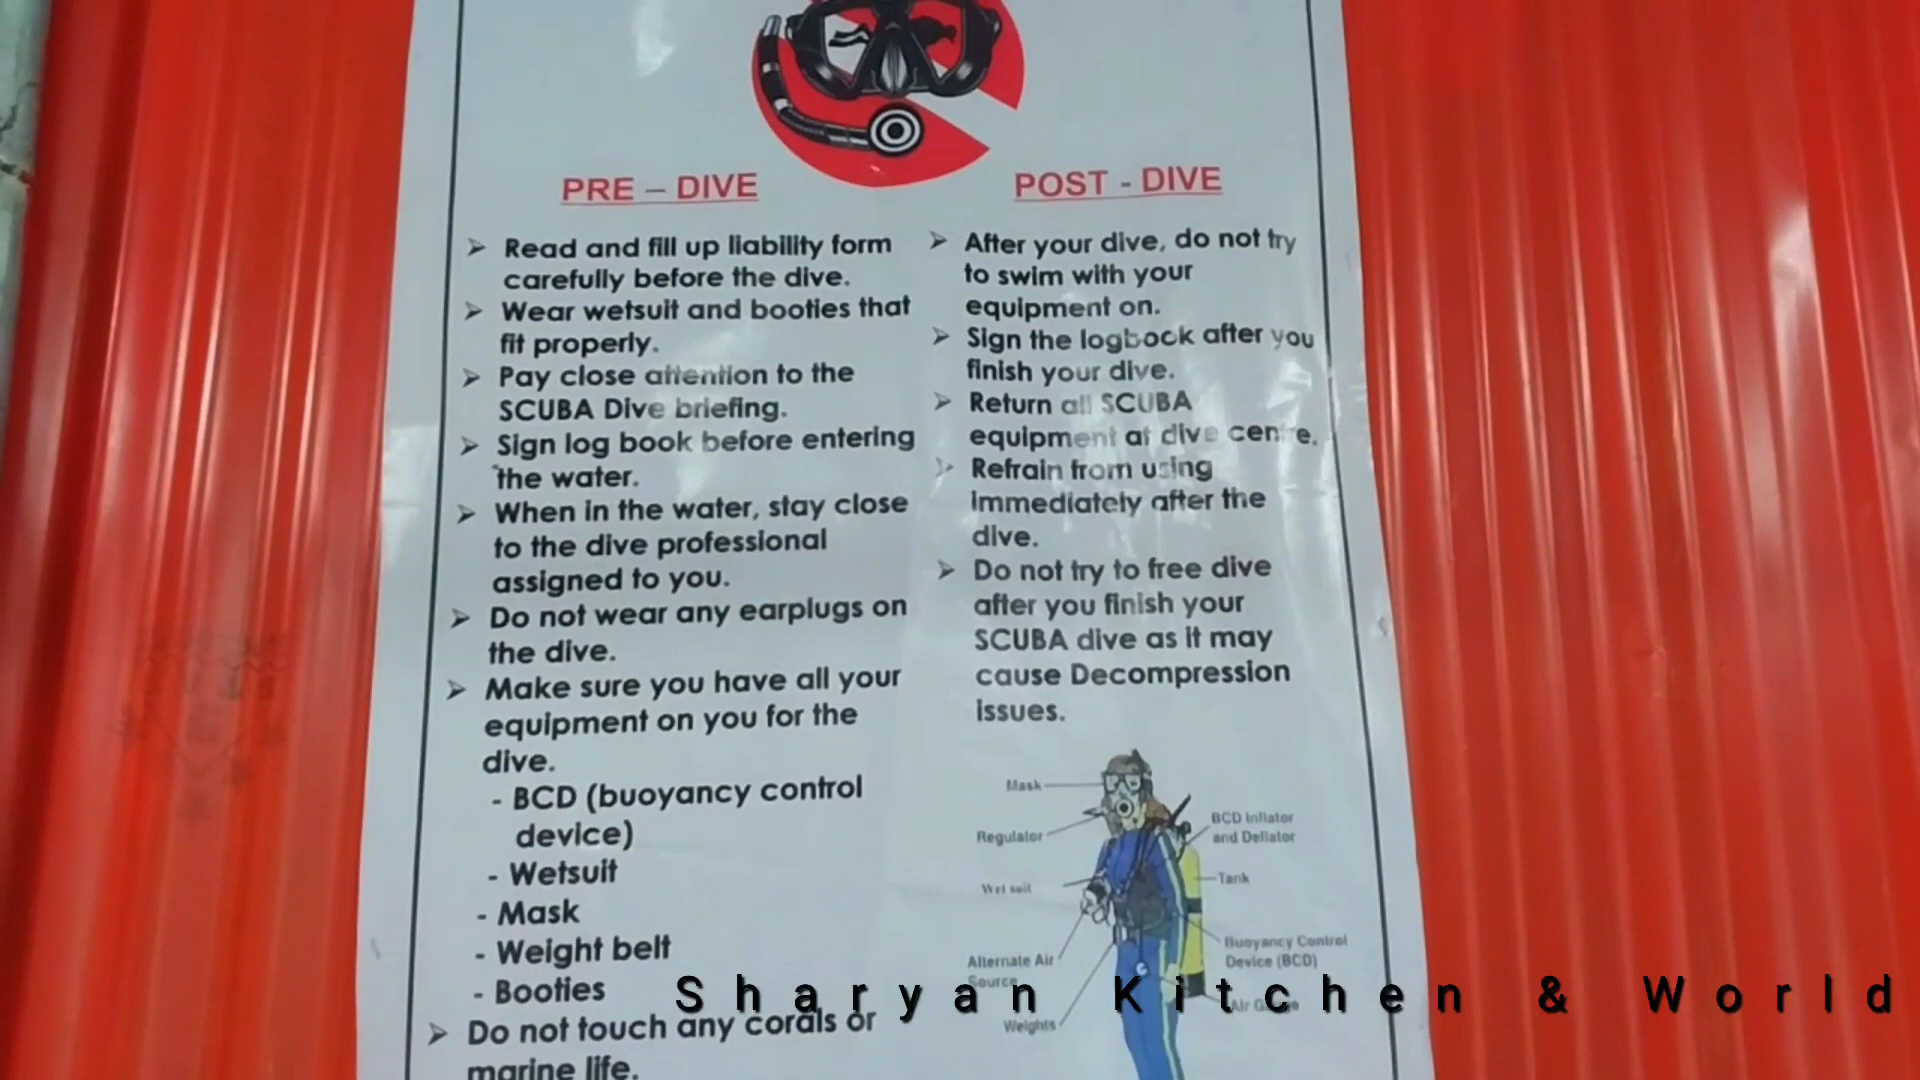 PRE – DIVE
➢ Read and fill up liability form
carefully before the dive.
➢ Wear wetsuit and booties that
fit properly.
➢ Pay close attention to the
SCUBA Dive briefing.
➢ Sign log book before entering
the water.
➢ When in the water, stay close
to the dive professional
assigned to you.
➢ Do not wear any earplugs on
the dive.
➢ Make sure you have all your
equipment on you for the
dive.
- BCD (buoyancy control
device)
- Wetsuit
- Mask
- Weight belt
- Booties
➢ Do not touch any corals or
marine life.
POST - DIVE
➢ After your dive, do not try
to swim with your
equipment on.
➢ Sign the logbook after you
finish your dive.
➢ Return all SCUBA
equipment at dive centre.
➢ Refrain from using
immediately after the
dive.
➢ Do not try to free dive
after you finish your
SCUBA dive as it may
cause Decompression
issues.
Mask
Regulator
Wet suit
Alternate Air
Source
Weights
BCD Inflator
and Deflator
Tank
Buoyancy Control
Device (BCD)
Air
Sharyan Kitchen & World